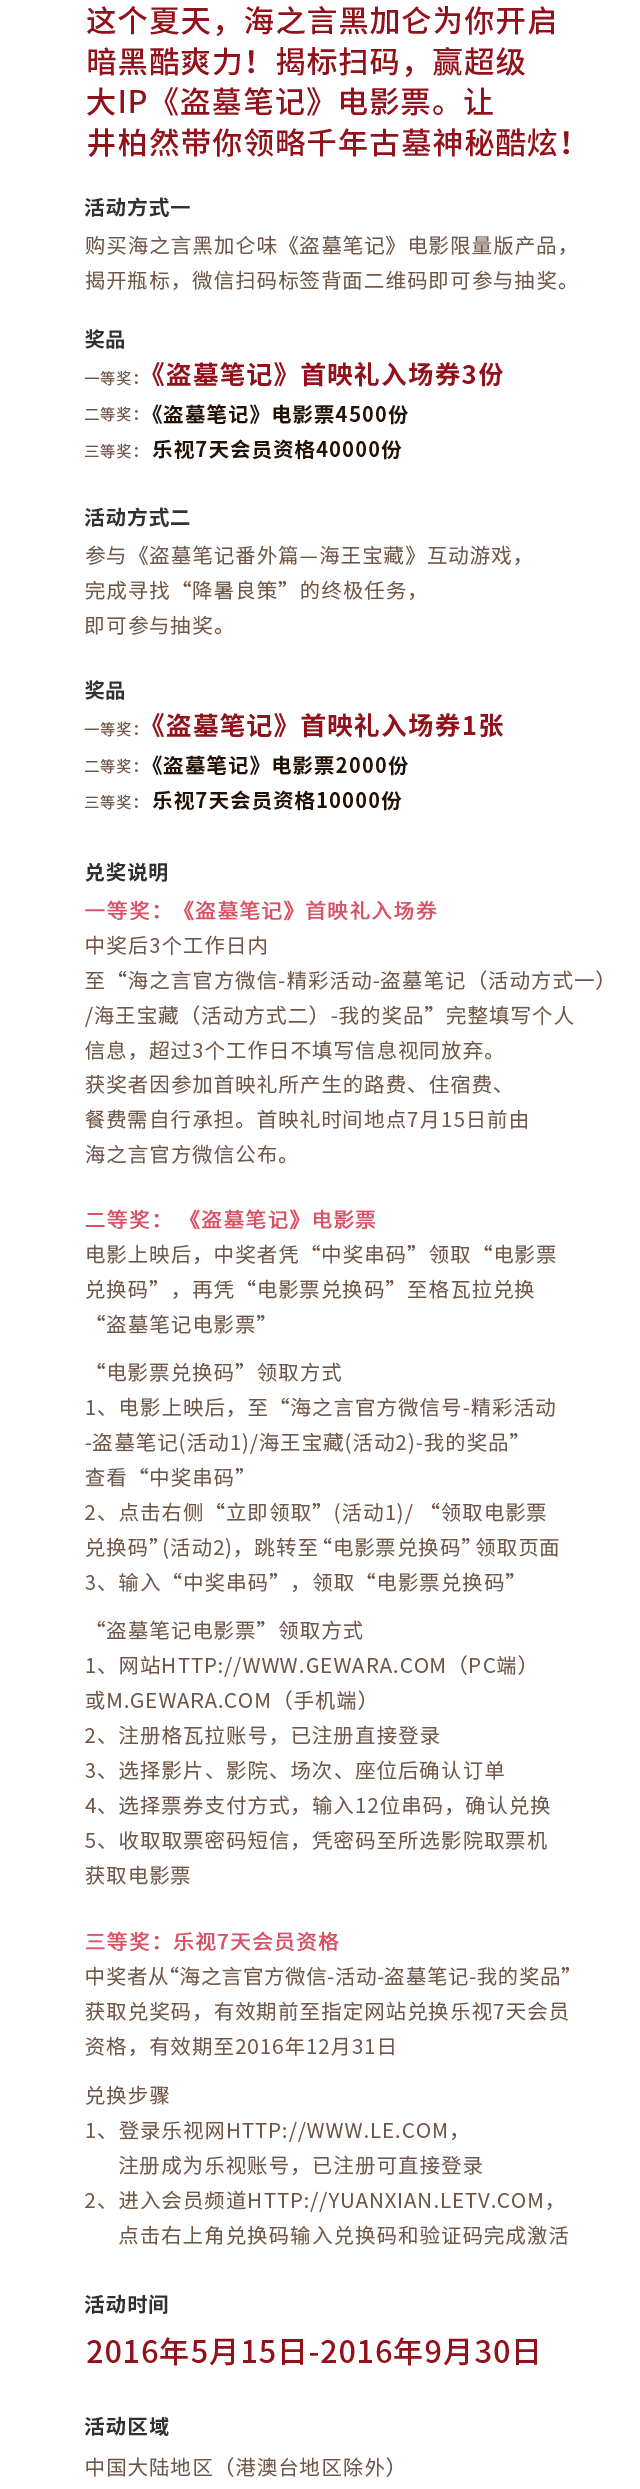 这个夏天，海之言黑加仑为你开启
暗黑酷爽力！揭标扫码，赢超级
大IP《盗墓笔记》电影票。让
井柏然带你领略千年古墓神秘酷炫！
活动方式一
购买海之言黑加仑味《盗墓笔记》电影限量版产品，
揭开瓶标，微信扫码标签背面二维码即可参与抽奖。
奖品
一等奖：《盗墓笔记》首映礼入场券3份
二等奖：《盗墓笔记》电影票4500份
三等奖： 乐视7天会员资格40000份
活动方式二
参与《盗墓笔记番外篇—海王宝藏》互动游戏，
完成寻找“降暑良策”的终极任务，
即可参与抽奖。
奖品
一等奖：《盗墓笔记》首映礼入场券1张
二等奖：《盗墓笔记》电影票2000份
三等奖： 乐视7天会员资格10000份
兑奖说明
一等奖：《盗墓笔记》首映礼入场券
中奖后3个工作日内
至“海之言官方微信-精彩活动-盗墓笔记（活动方式一）
/海王宝藏（活动方式二）-我的奖品”完整填写个人
信息，超过3个工作日不填写信息视同放弃。
获奖者因参加首映礼所产生的路费、住宿费、
餐费需自行承担。首映礼时间地点7月15日前由
海之言官方微信公布。
二等奖： 《盗墓笔记》电影票
电影上映后，中奖者凭“中奖串码”领取“电影票
兑换码”，再凭“电影票兑换码”至格瓦拉兑换
“盗墓笔记电影票”
“电影票兑换码”领取方式
1、电影上映后，至“海之言官方微信号-精彩活动
-盗墓笔记(活动1)/海王宝藏(活动2)-我的奖品”
查看“中奖串码”
2、点击右侧“立即领取”(活动1)/ “领取电影票
兑换码”(活动2)，跳转至“电影票兑换码”领取页面
3、输入“中奖串码”，领取“电影票兑换码”
“盗墓笔记电影票”领取方式
1、网站HTTP://WWW.GEWARA.COM（PC端）
或M.GEWARA.COM（手机端）
2、注册格瓦拉账号，已注册直接登录
3、选择影片、影院、场次、座位后确认订单
4、选择票券支付方式，输入12位串码，确认兑换
5、收取取票密码短信，凭密码至所选影院取票机
获取电影票
三等奖：乐视7天会员资格
中奖者从“海之言官方微信-活动-盗墓笔记-我的奖品”
获取兑奖码，有效期前至指定网站兑换乐视7天会员
资格，有效期至2016年12月31日
兑换步骤
1、登录乐视网HTTP://WWW.LE.COM，
注册成为乐视账号，已注册可直接登录
2、进入会员频道HTTP://YUANXIAN.LETV.COM，
点击右上角兑换码输入兑换码和验证码完成激活
活动时间
2016年5月15日-2016年9月30日
活动区域
中国大陆地区（港澳台地区除外）